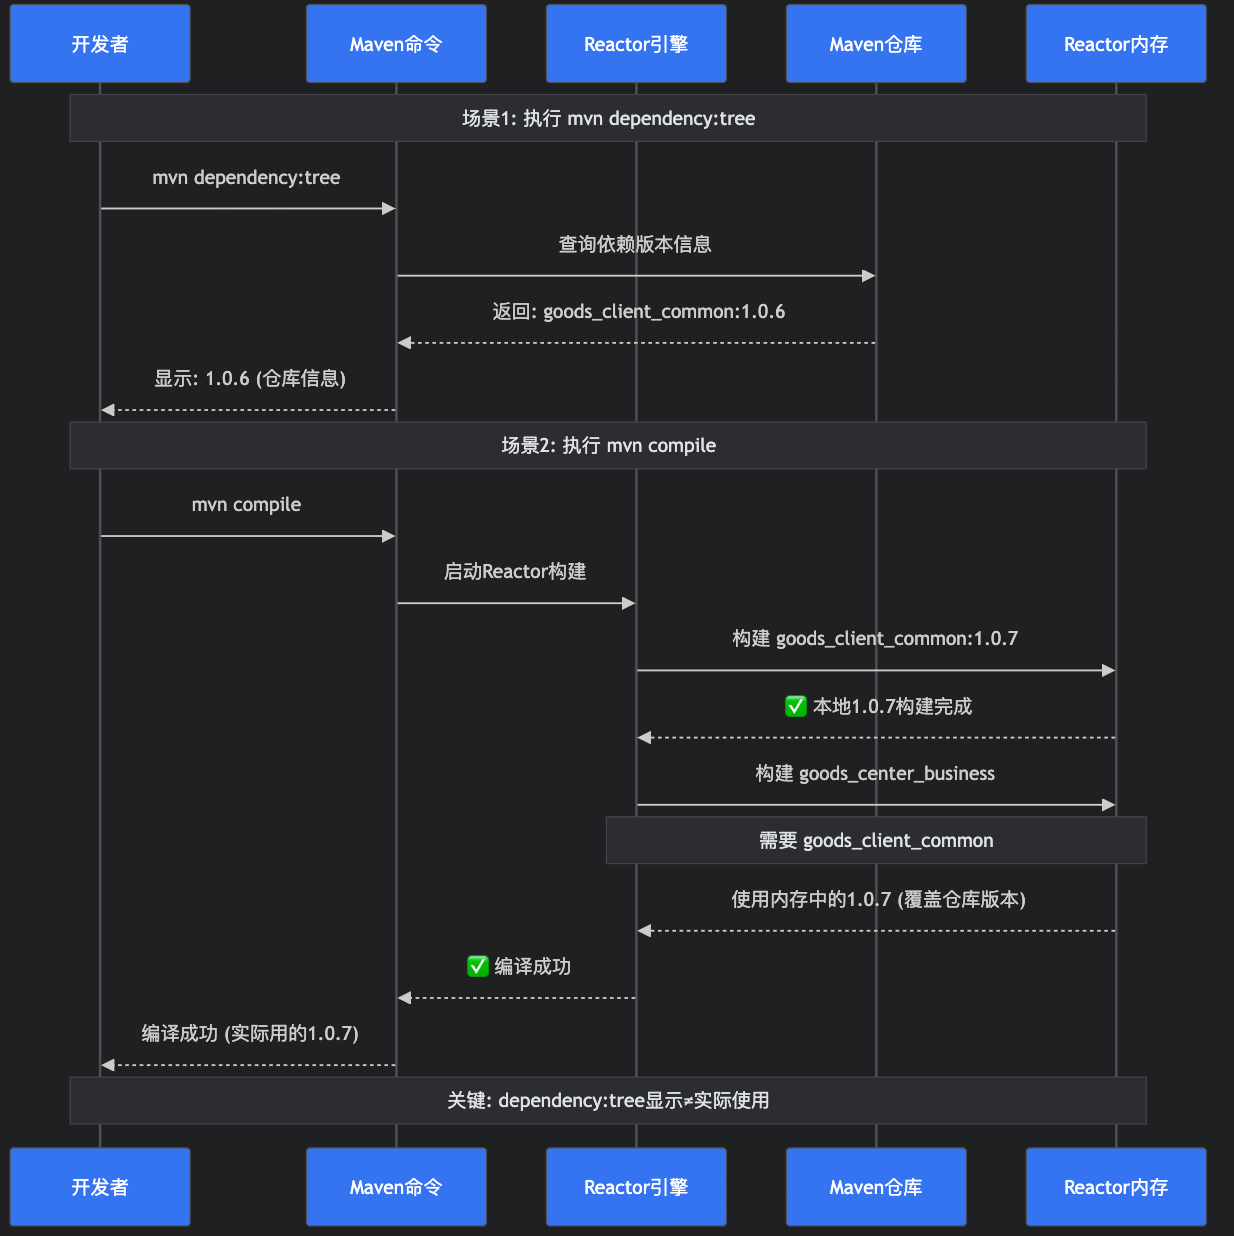 开发者
Maven命令
Reactor引擎
Maven仓库
Reactor内存
场景1: 执行 mvn dependency:tree
mvn dependency:tree
查询依赖版本信息
返回: goods_client_common:1.0.6
显示: 1.0.6 (仓库信息)
场景2: 执行 mvn compile
mvn compile
启动Reactor构建
构建 goods_client_common:1.0.7
✅ 本地1.0.7构建完成
构建 goods_center_business
需要 goods_client_common
使用内存中的1.0.7 (覆盖仓库版本)
✅ 编译成功
编译成功 (实际用的1.0.7)
关键: dependency:tree显示≠实际使用
开发者
Maven命令
Reactor引擎
Maven仓库
Reactor内存